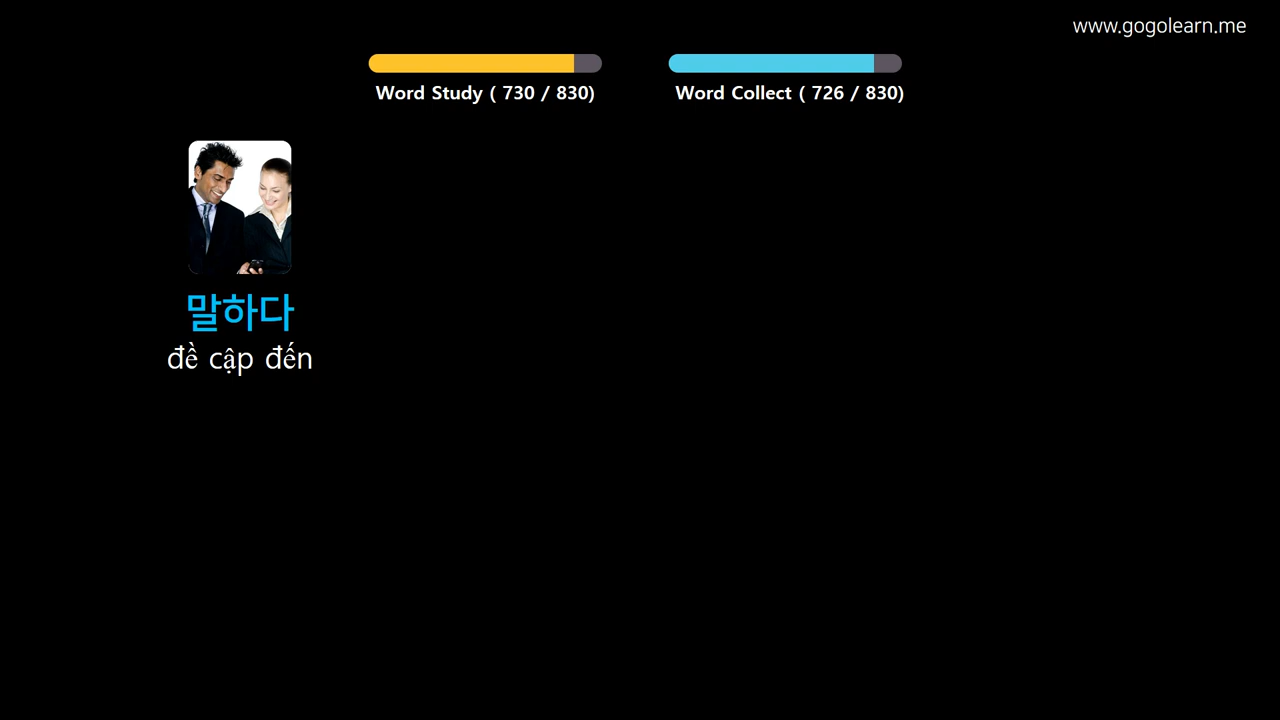 www.gogolearn.me
Word Study ( 730 / 830)
Word Collect ( 726 / 830)
말하다
đề cập đến